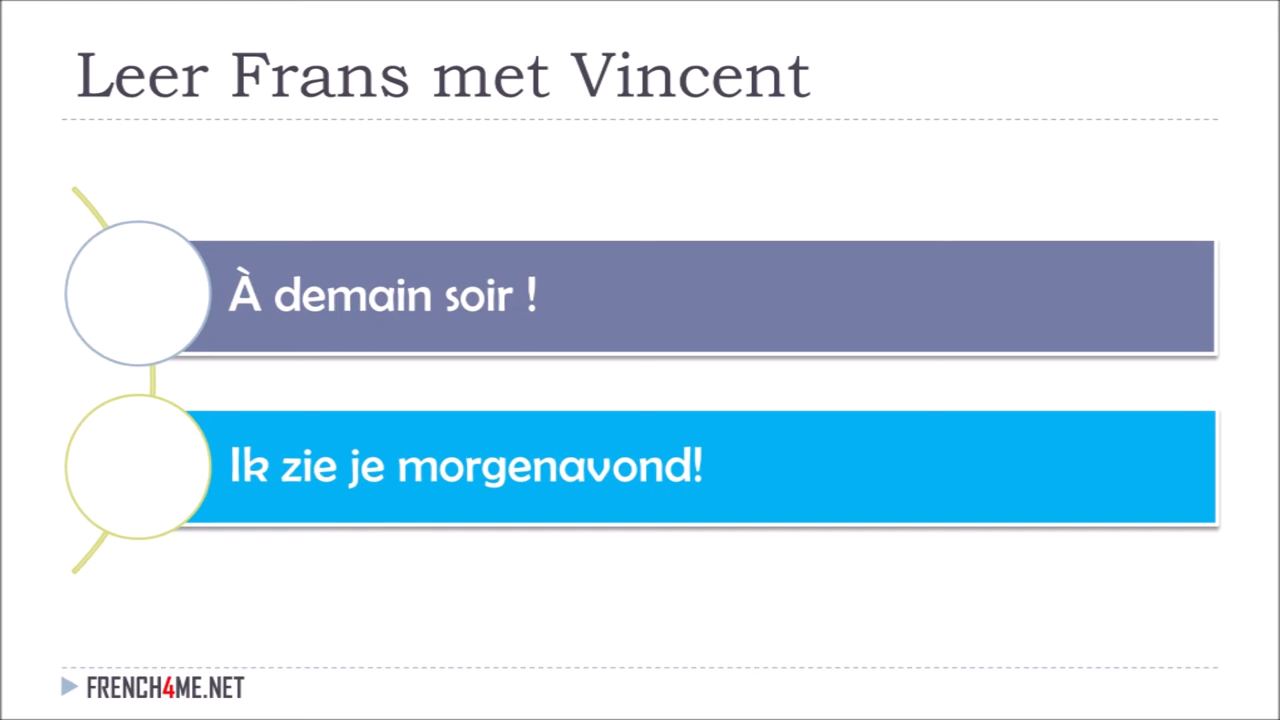 Leer Frans met Vincent
À demain soir !
Ik zie je morgenavond!
FRENCH4ME.NET